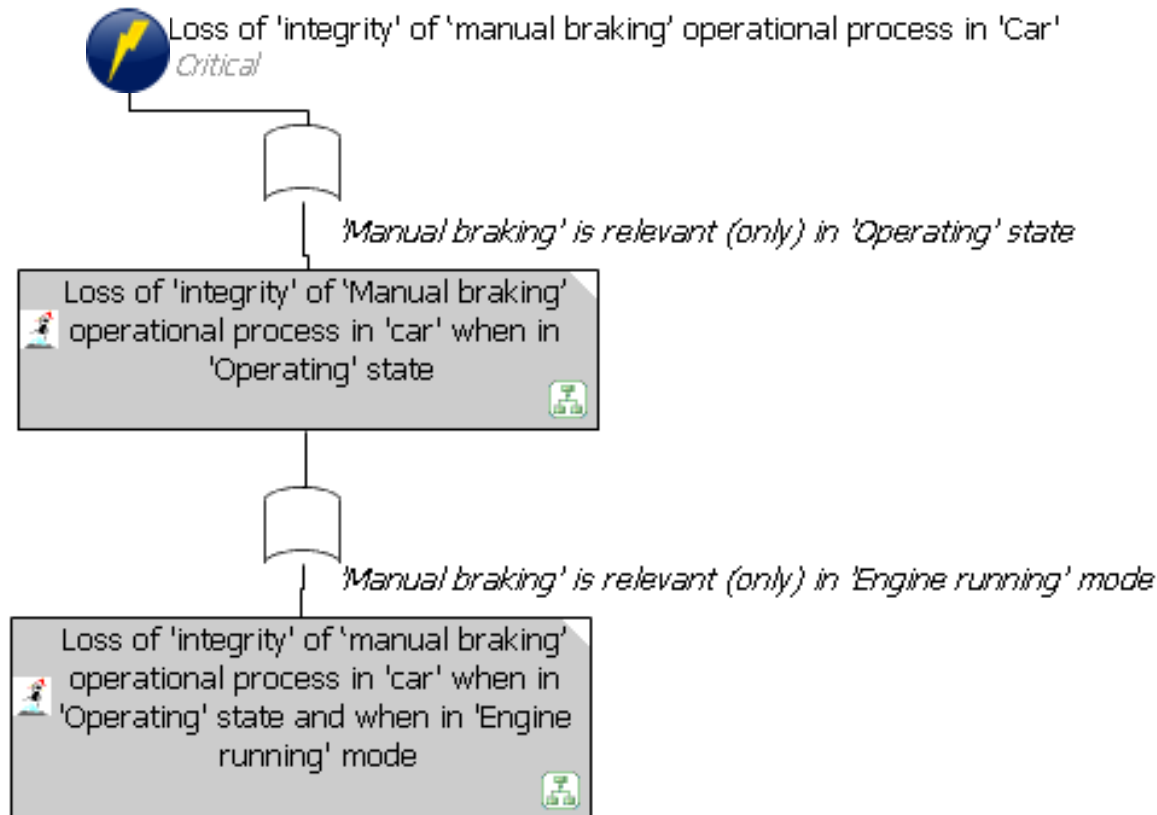 Loss of 'integrity' of ‘manual braking’ operational process in 'Car'
Critical
'Manual braking' is relevant (only) in 'Operating' state
Loss of 'integrity' of ‘Manual braking’
operational process in 'car' when in
'Operating' state
'Manual braking' is relevant (only) in 'Engine running' mode
Loss of 'integrity' of ‘manual braking’
operational process in 'car' when in
'Operating' state and when in 'Engine
running' mode